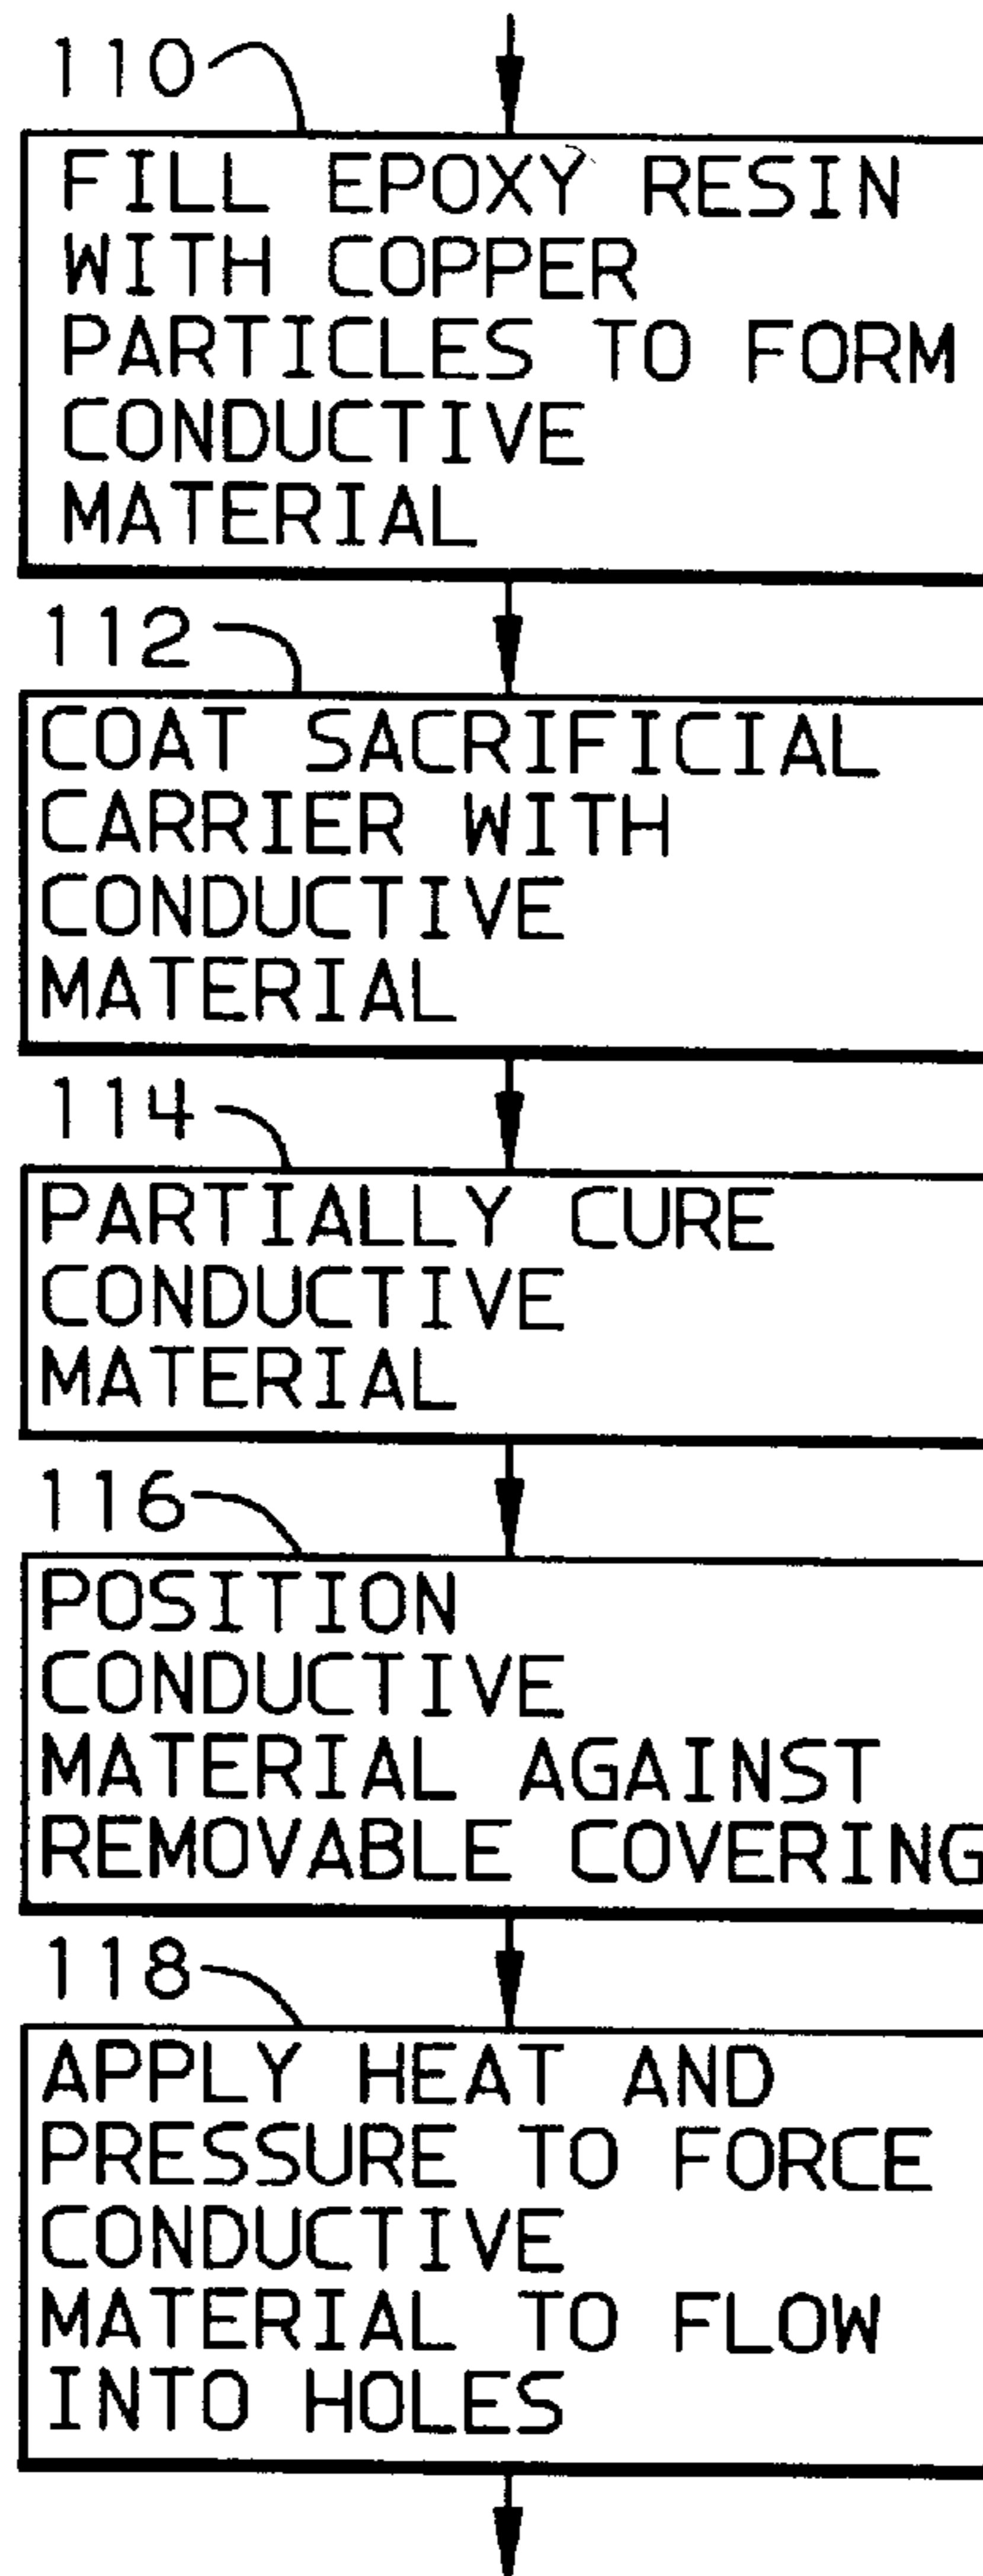 110
FILL EPOXY RESIN
WITH COPPER
PARTICLES TO FORM
CONDUCTIVE
MATERIAL
112
COAT SACRIFICIAL
CARRIER WITH
CONDUCTIVE
MATERIAL
114
PARTIALLY CURE
CONDUCTIVE
MATERIAL
116
POSITION
CONDUCTIVE
MATERIAL AGAINST
REMOVABLE COVERING
118
APPLY HEAT AND
PRESSURE TO FORCE
CONDUCTIVE
MATERIAL TO FLOW
INTO HOLES